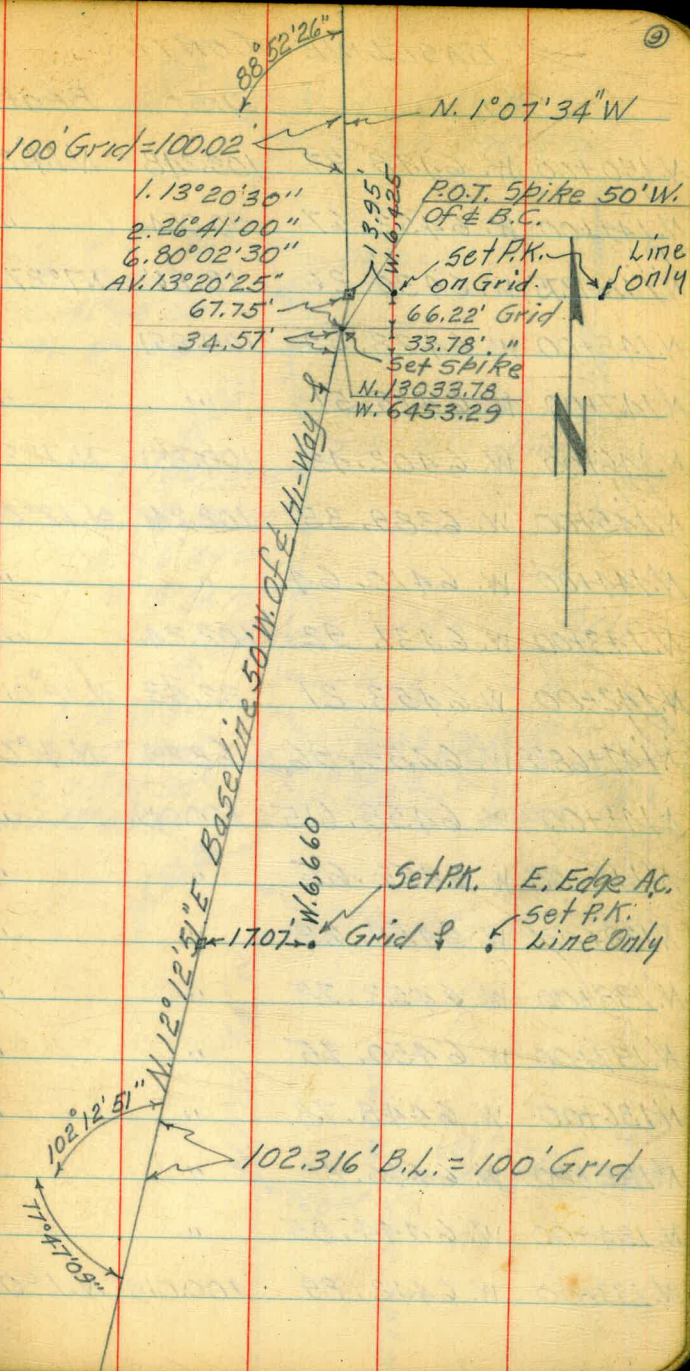 9
88°52'26"
N. 1°07'34"W
100' Grid=100.02'
1. 13°20'30"
2. 26°41'00"
6. 80°02'30"
AV. 13°20'25"
13.95'
W. 6,425
P.O.T. Spike 50' W.
of ℄ B.C.
Set P.K.
on Grid.
Line
only
67.75'
66.22' Grid
34.57'
33.78' "
Set Spike
N. 13033.78
W. 6453.29
N
N. 12°12'51" E Baseline 50' W. Of ℄ Hi-Way
W. 6,660
Set P.K.
E. Edge A.C.
17.07'
Grid
Set P.K.
Line Only
102°12'51"
102.316' B.L. = 100' Grid
77°47'09"